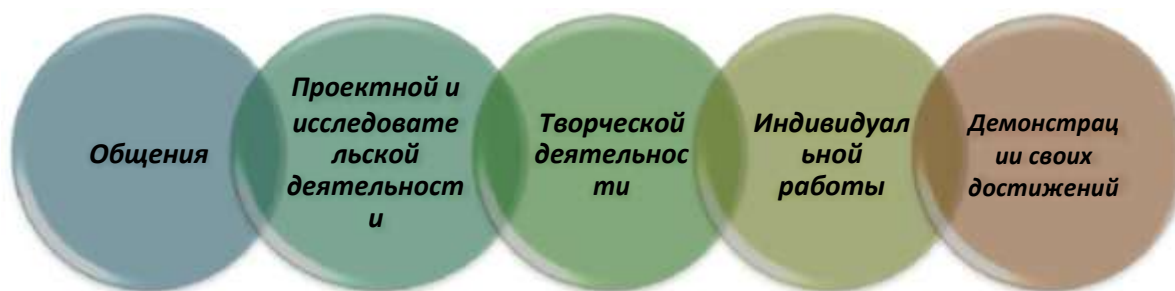 Общения
Проектной и
исследовате
льской
деятельност
и
Творческой
деятельнос
ти
Индивидуал
ьной
работы
Демонстрац
ии своих
достижений